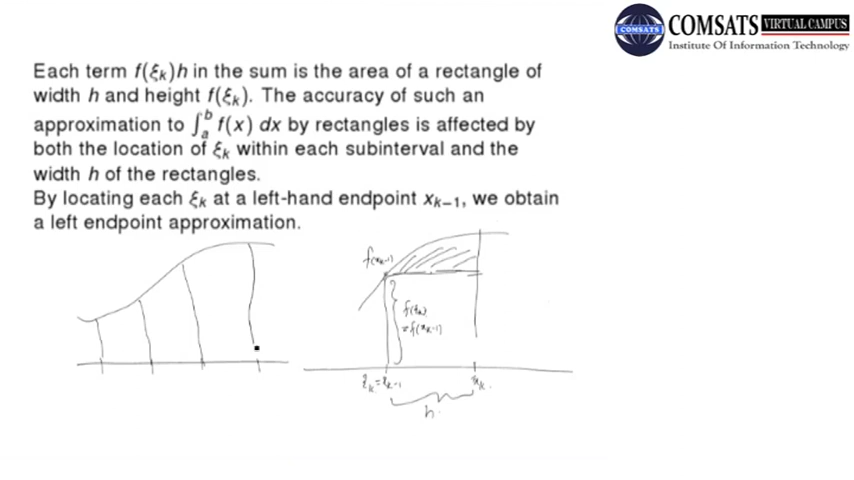 COMSATS VIRTUAL CAMPUS
Institute Of Information Technology
COMSATS
Each term f(ξₖ)h in the sum is the area of a rectangle of
width h and height f(ξₖ). The accuracy of such an
approximation to ∫ₐᵇ f(x) dx by rectangles is affected by
both the location of ξₖ within each subinterval and the
width h of the rectangles.
By locating each ξₖ at a left-hand endpoint xₖ₋₁, we obtain
a left endpoint approximation.
f(xₖ₋₁)
f(ξₖ)
=f(xₖ₋₁)
ξₖ=xₖ₋₁
xₖ
h